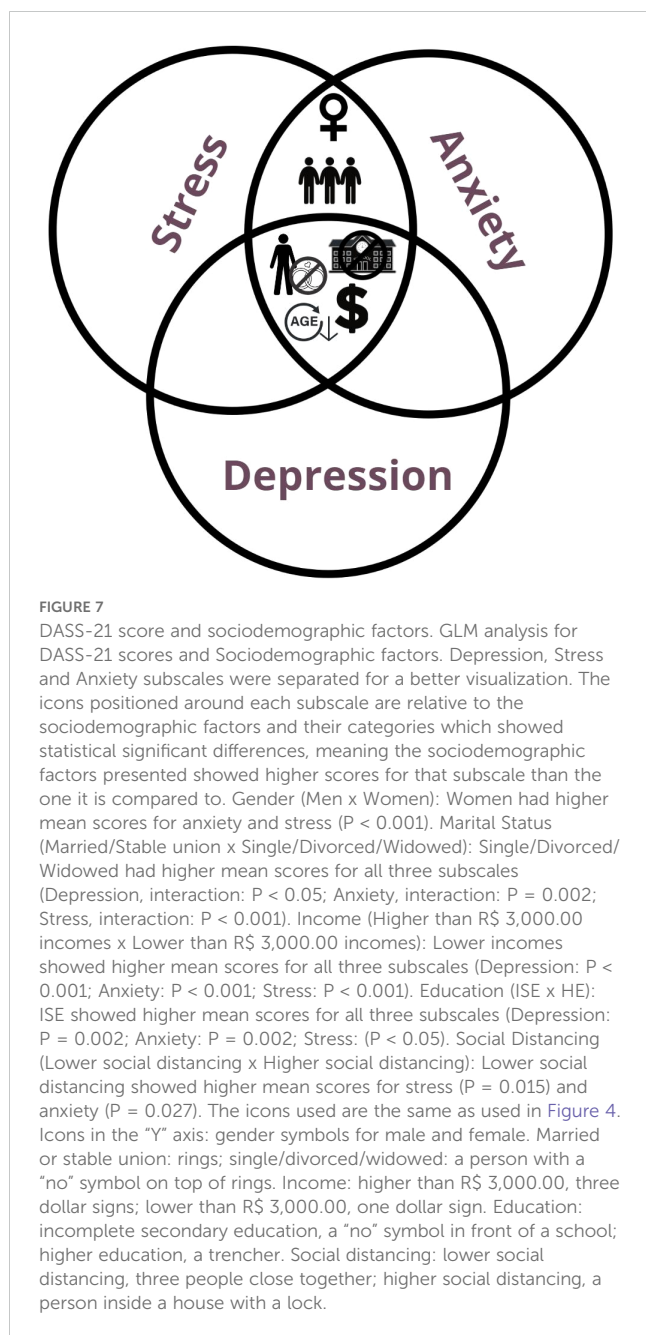 Stress
Anxiety
AGE
$
Depression
FIGURE 7
DASS-21 score and sociodemographic factors. GLM analysis for
DASS-21 scores and Sociodemographic factors. Depression, Stress
and Anxiety subscales were separated for a better visualization. The
icons positioned around each subscale are relative to the
sociodemographic factors and their categories which showed
statistical significant differences, meaning the sociodemographic
factors presented showed higher scores for that subscale than the
one it is compared to. Gender (Men x Women): Women had higher
mean scores for anxiety and stress (P < 0.001). Marital Status
(Married/Stable union x Single/Divorced/Widowed): Single/Divorced/
Widowed had higher mean scores for all three subscales
(Depression, interaction: P < 0.05; Anxiety, interaction: P = 0.002;
Stress, interaction: P < 0.001). Income (Higher than R$ 3,000.00
incomes x Lower than R$ 3,000.00 incomes): Lower incomes
showed higher mean scores for all three subscales (Depression: P <
0.001; Anxiety: P < 0.001; Stress: P < 0.001). Education (ISE x HE):
ISE showed higher mean scores for all three subscales (Depression:
P = 0.002; Anxiety: P = 0.002; Stress: (P < 0.05). Social Distancing
(Lower social distancing x Higher social distancing): Lower social
distancing showed higher mean scores for stress (P = 0.015) and
anxiety (P = 0.027). The icons used are the same as used in Figure 4.
Icons in the “Y” axis: gender symbols for male and female. Married
or stable union: rings; single/divorced/widowed: a person with a
“no” symbol on top of rings. Income: higher than R$ 3,000.00, three
dollar signs; lower than R$ 3,000.00, one dollar sign. Education:
incomplete secondary education, a “no” symbol in front of a school;
higher education, a trencher. Social distancing: lower social
distancing, three people close together; higher social distancing, a
person inside a house with a lock.